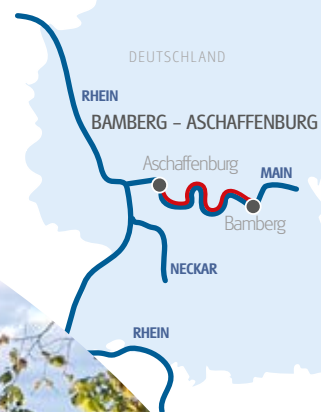 DEUTSCHLAND
RHEIN
BAMBERG – ASCHAFFENBURG
Aschaffenburg
MAIN
Bamberg
NECKAR
RHEIN